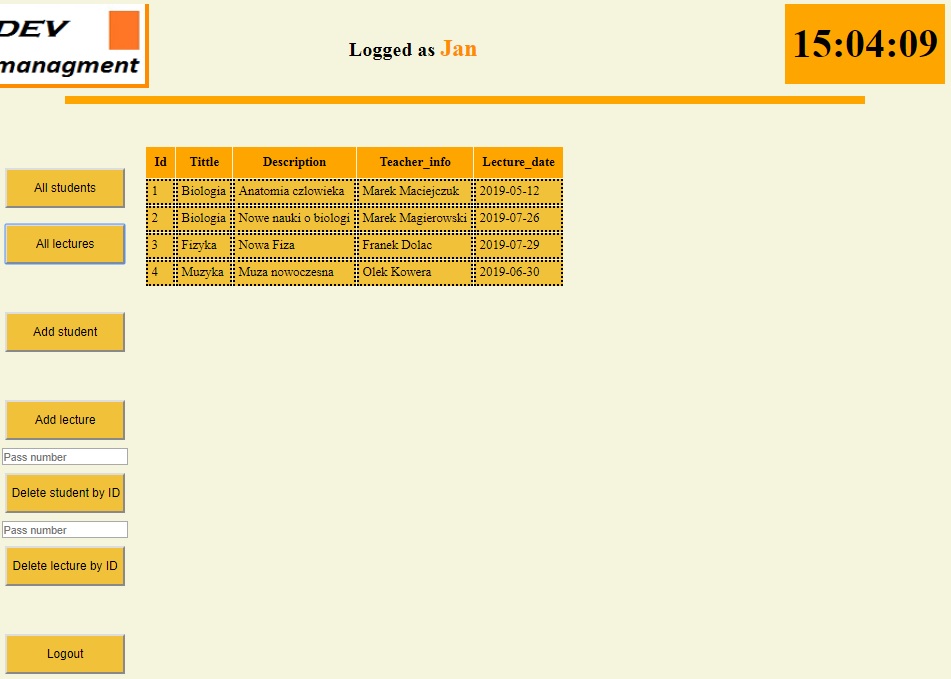 DEV
managment
Logged as Jan
15:04:09
All students
All lectures
Add student
Add lecture
Pass number
Delete student by ID
Pass number
Delete lecture by ID
Logout
Id Tittle Description Teacher_info Lecture_date
1 Biologia Anatomia czlowieka Marek Maciejczuk 2019-05-12
2 Biologia Nowe nauki o biologi Marek Magierowski 2019-07-26
3 Fizyka Nowa Fiza Franek Dolac 2019-07-29
4 Muzyka Muza nowoczesna Olek Kowera 2019-06-30